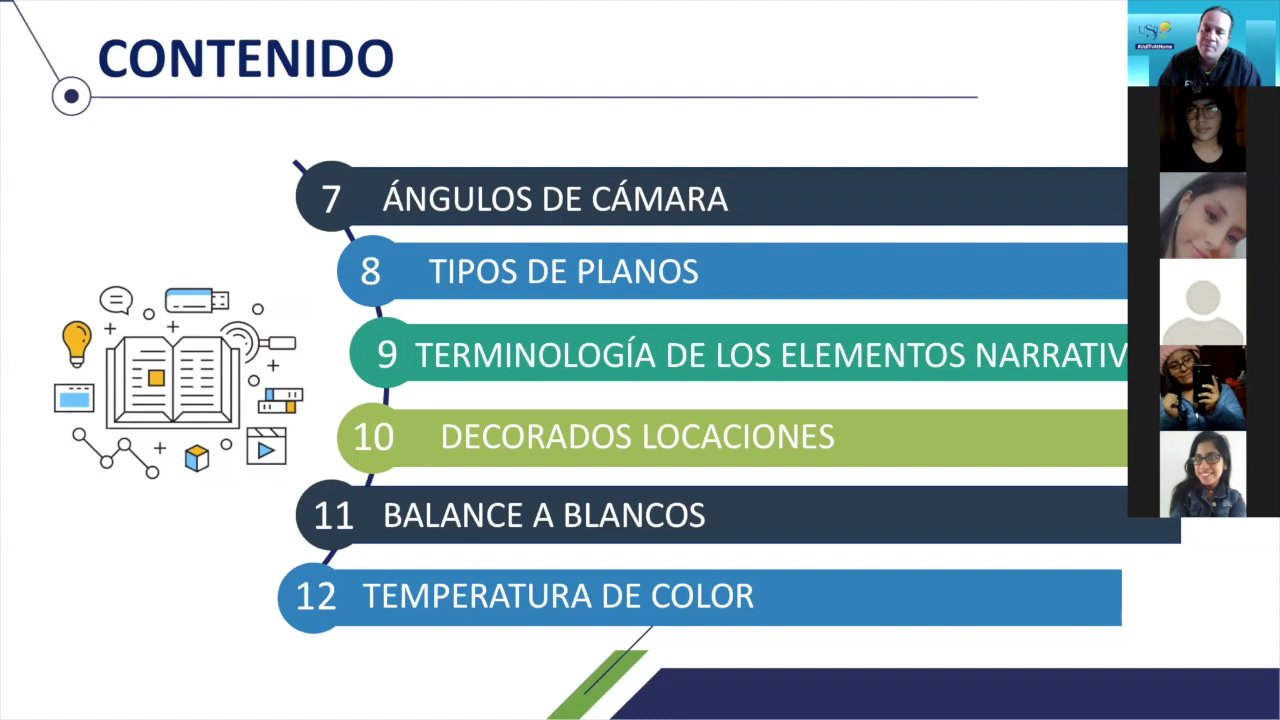 CONTENIDO
7 ÁNGULOS DE CÁMARA
8 TIPOS DE PLANOS
9 TERMINOLOGÍA DE LOS ELEMENTOS NARRATIV
10 DECORADOS LOCACIONES
11 BALANCE A BLANCOS
12 TEMPERATURA DE COLOR
#UsilTvAtHome